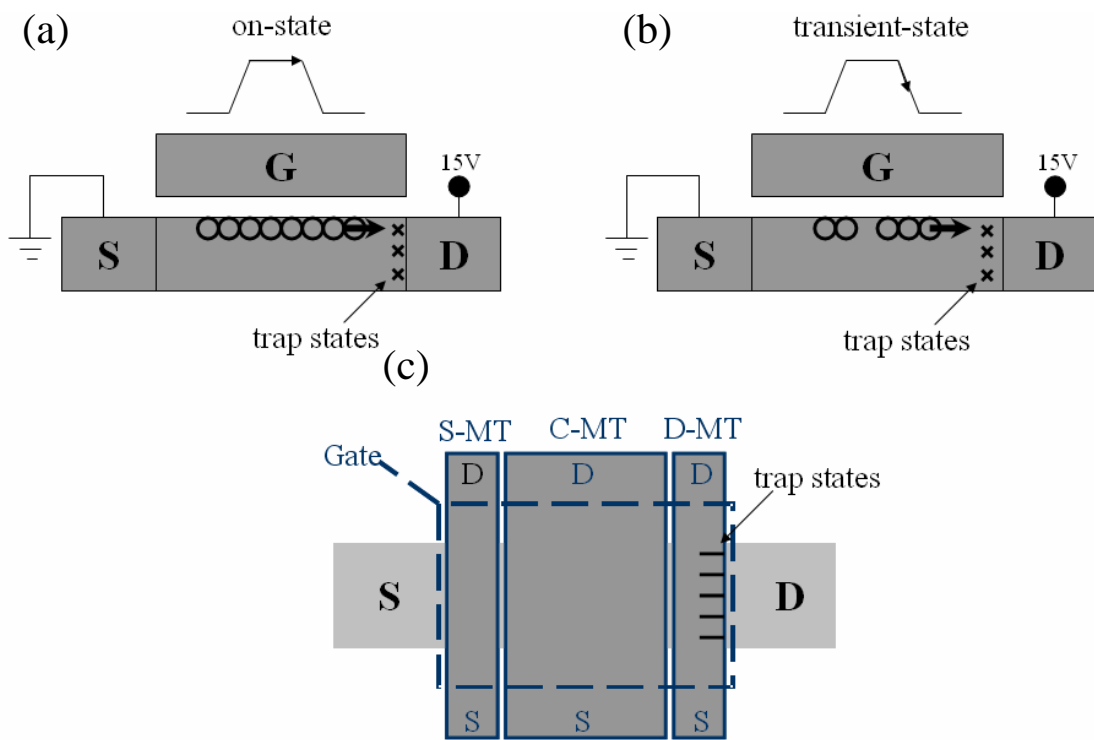 (a)
on-state
G
15V
S
D
trap states
(b)
transient-state
G
15V
S
D
trap states
(c)
S-MT C-MT D-MT
Gate
D D D
trap states
S D
S S S